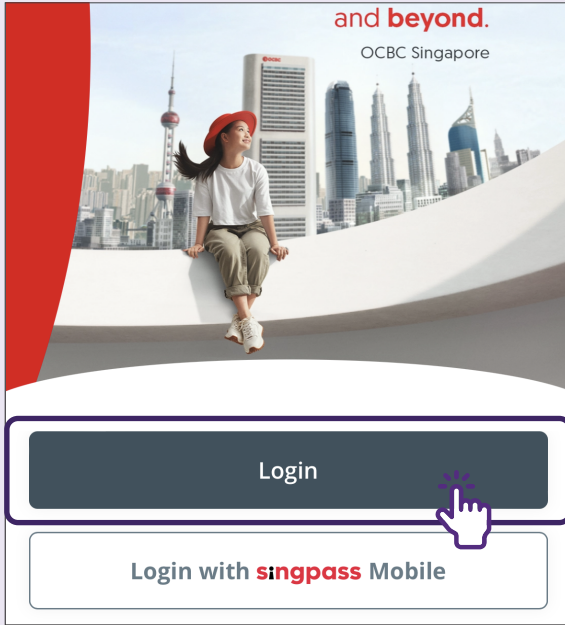 and beyond.
OCBC Singapore
OCBC
Login
Login with singpass Mobile